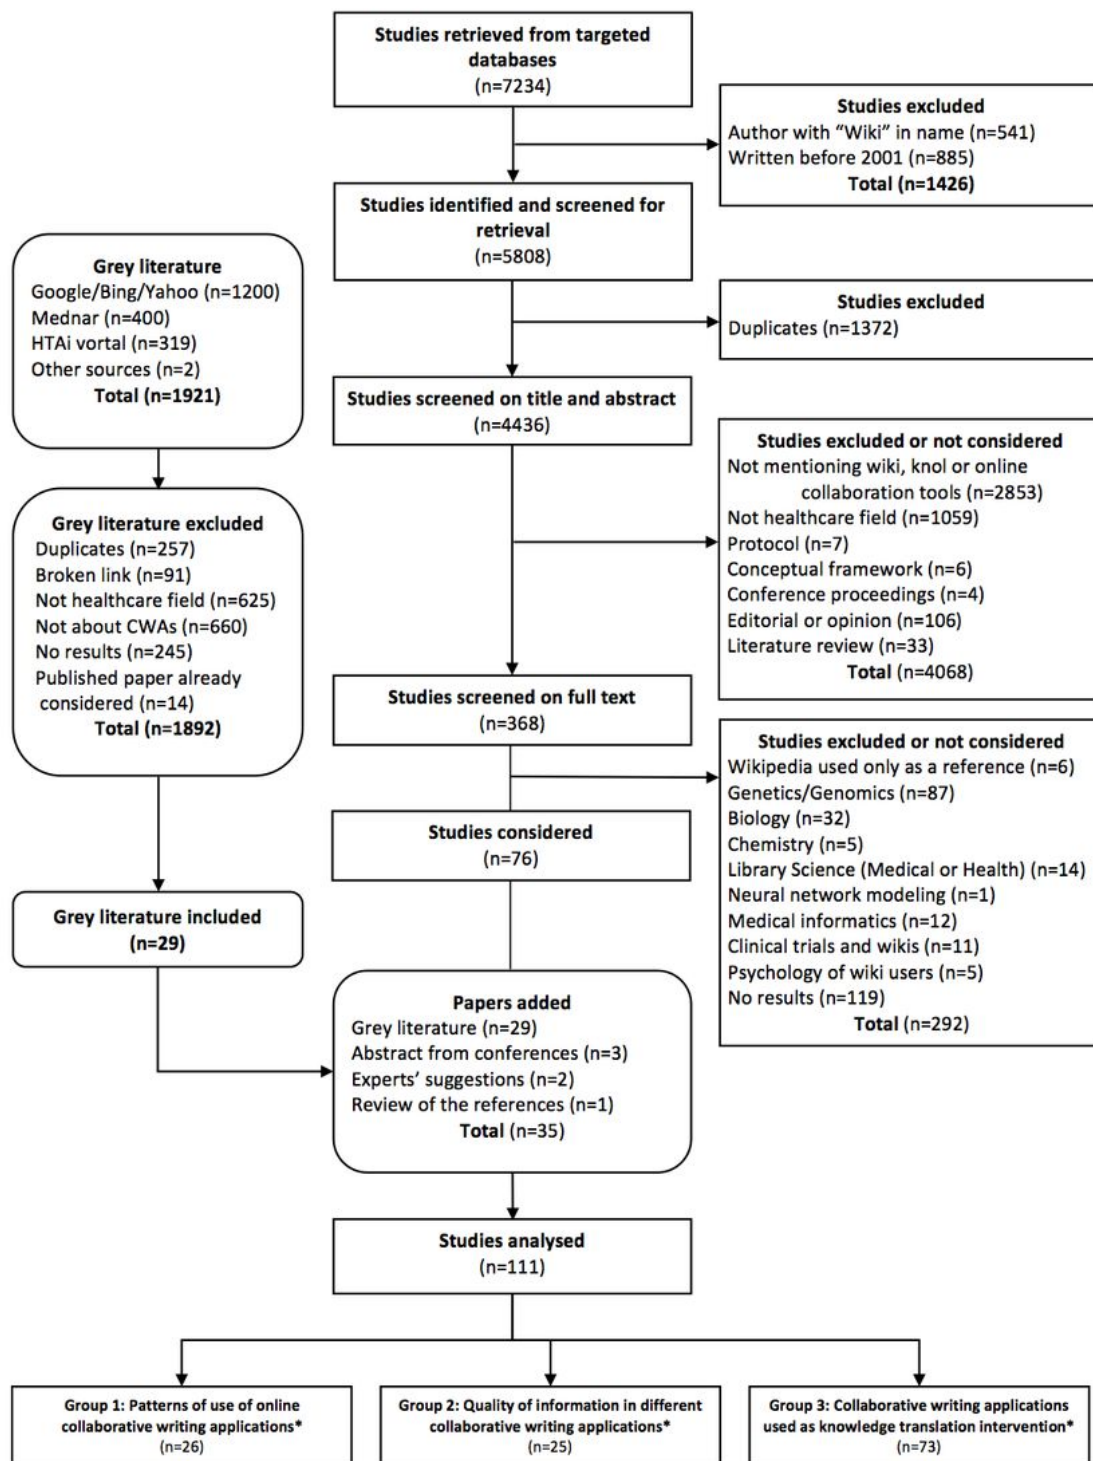 Studies retrieved from targeted
databases
(n=7234)
Studies excluded
Author with “Wiki” in name (n=541)
Written before 2001 (n=885)
Total (n=1426)
Studies identified and screened for
retrieval
(n=5808)
Grey literature
Google/Bing/Yahoo (n=1200)
Mednar (n=400)
HTAi vortal (n=319)
Other sources (n=2)
Total (n=1921)
Studies excluded
Duplicates (n=1372)
Studies screened on title and abstract
(n=4436)
Studies excluded or not considered
Not mentioning wiki, knol or online
collaboration tools (n=2853)
Not healthcare field (n=1059)
Protocol (n=7)
Conceptual framework (n=6)
Conference proceedings (n=4)
Editorial or opinion (n=106)
Literature review (n=33)
Total (n=4068)
Grey literature excluded
Duplicates (n=257)
Broken link (n=91)
Not healthcare field (n=625)
Not about CWAs (n=660)
No results (n=245)
Published paper already
considered (n=14)
Total (n=1892)
Studies screened on full text
(n=368)
Studies excluded or not considered
Wikipedia used only as a reference (n=6)
Genetics/Genomics (n=87)
Biology (n=32)
Chemistry (n=5)
Library Science (Medical or Health) (n=14)
Neural network modeling (n=1)
Medical informatics (n=12)
Clinical trials and wikis (n=11)
Psychology of wiki users (n=5)
No results (n=119)
Total (n=292)
Studies considered
(n=76)
Grey literature included
(n=29)
Papers added
Grey literature (n=29)
Abstract from conferences (n=3)
Experts’ suggestions (n=2)
Review of the references (n=1)
Total (n=35)
Studies analysed
(n=111)
Group 1: Patterns of use of online
collaborative writing applications*
(n=26)
Group 2: Quality of information in different
collaborative writing applications*
(n=25)
Group 3: Collaborative writing applications
used as knowledge translation intervention*
(n=73)